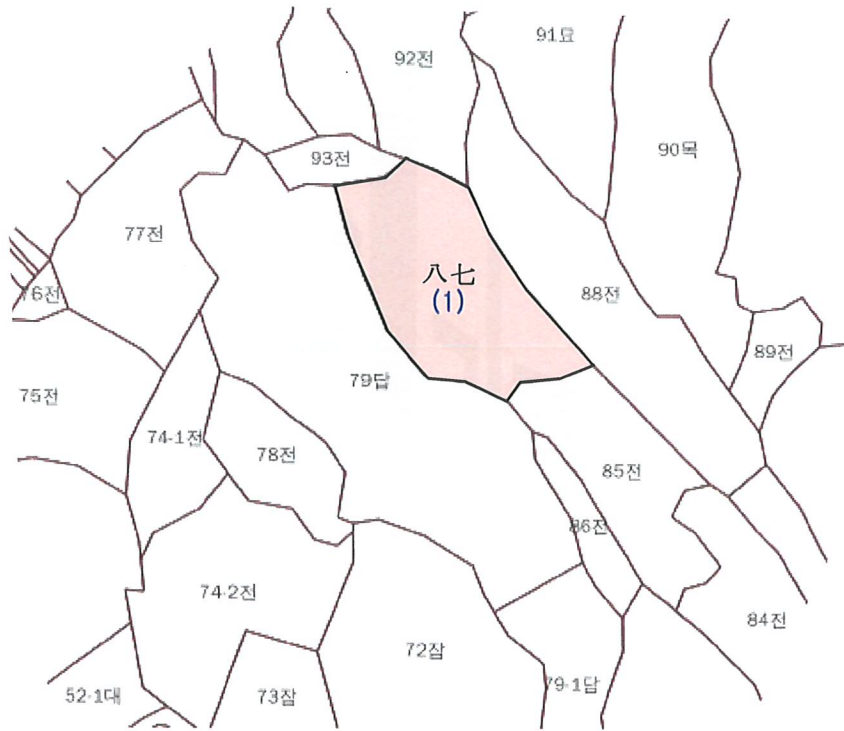 92전
91묘
90목
93전
77전
八七
(1)
88전
76전
89전
79답
75전
74-1전
78전
85전
86전
74-2전
72잡
84전
52-1대
73잡
79-1답